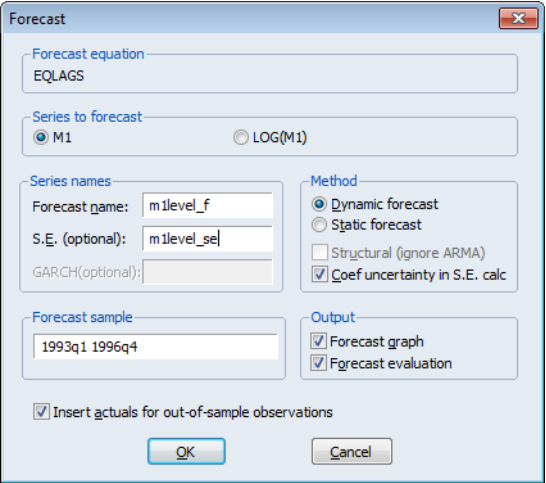 Forecast
Forecast equation
EQLAGS
Series to forecast
M1
LOG(M1)
Series names
Forecast name: m1level_f
S.E. (optional): m1level_se
GARCH(optional):
Method
Dynamic forecast
Static forecast
Structural (ignore ARMA)
Coef uncertainty in S.E. calc
Forecast sample
1993q1 1996q4
Output
Forecast graph
Forecast evaluation
Insert actuals for out-of-sample observations
OK
Cancel